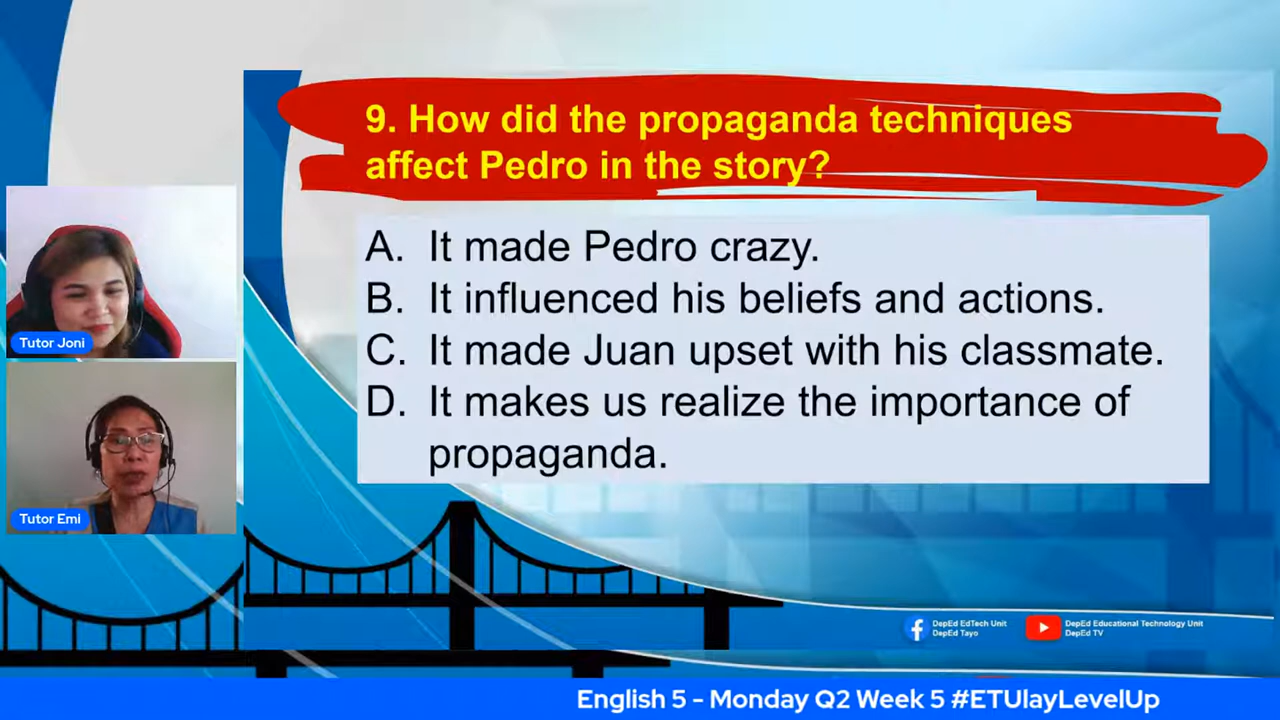 9. How did the propaganda techniques
affect Pedro in the story?
A. It made Pedro crazy.
B. It influenced his beliefs and actions.
C. It made Juan upset with his classmate.
D. It makes us realize the importance of
propaganda.
Tutor Joni
Tutor Emi
DepEd EdTech Unit
DepEd Tayo
DepEd Educational Technology Unit
DepEd TV
English 5 - Monday Q2 Week 5 #ETUlayLevelUp